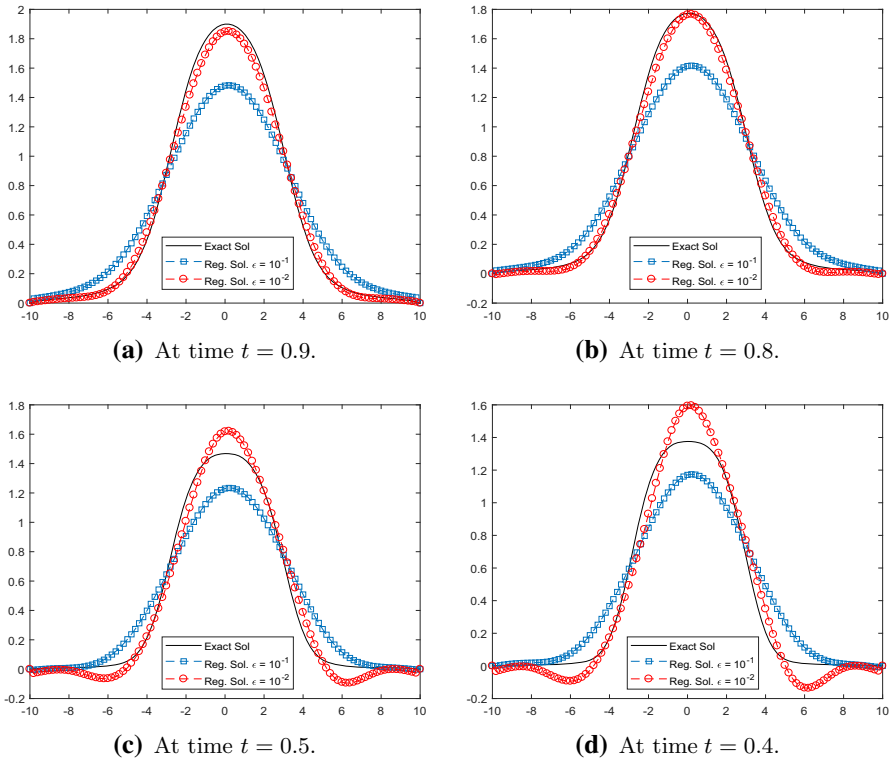 2
1.8
1.6
1.4
1.2
1
0.8
0.6
0.4
0.2
0
-10 -8 -6 -4 -2 0 2 4 6 8 10
Exact Sol
Reg. Sol. ϵ = 10⁻¹
Reg. Sol. ϵ = 10⁻²
(a) At time t = 0.9.
1.8
1.6
1.4
1.2
1
0.8
0.6
0.4
0.2
0
-0.2
-10 -8 -6 -4 -2 0 2 4 6 8 10
Exact Sol
Reg. Sol. ϵ = 10⁻¹
Reg. Sol. ϵ = 10⁻²
(b) At time t = 0.8.
1.8
1.6
1.4
1.2
1
0.8
0.6
0.4
0.2
0
-0.2
-10 -8 -6 -4 -2 0 2 4 6 8 10
Exact Sol
Reg. Sol. ϵ = 10⁻¹
Reg. Sol. ϵ = 10⁻²
(c) At time t = 0.5.
1.6
1.4
1.2
1
0.8
0.6
0.4
0.2
0
-0.2
-10 -8 -6 -4 -2 0 2 4 6 8 10
Exact Sol
Reg. Sol. ϵ = 10⁻¹
Reg. Sol. ϵ = 10⁻²
(d) At time t = 0.4.